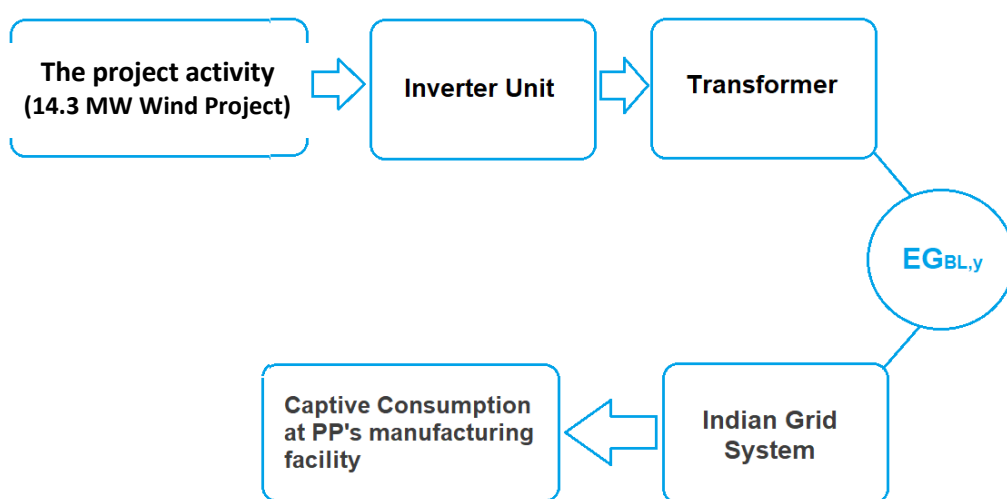 The project activity
(14.3 MW Wind Project)
Inverter Unit
Transformer
EGBL,y
Captive Consumption
at PP's manufacturing
facility
Indian Grid
System